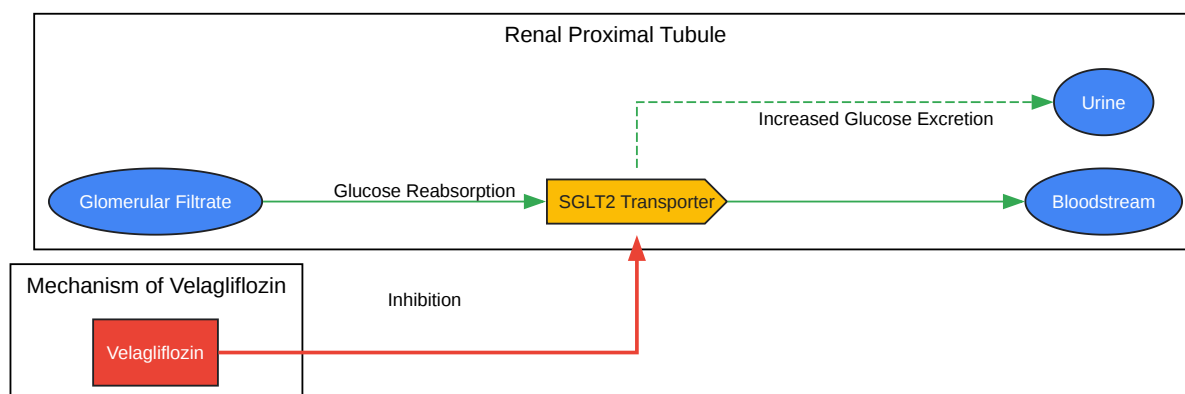 Renal Proximal Tubule
Urine
Increased Glucose Excretion
Glomerular Filtrate
Glucose Reabsorption
SGLT2 Transporter
Bloodstream
Mechanism of Velagliflozin
Inhibition
Velagliflozin